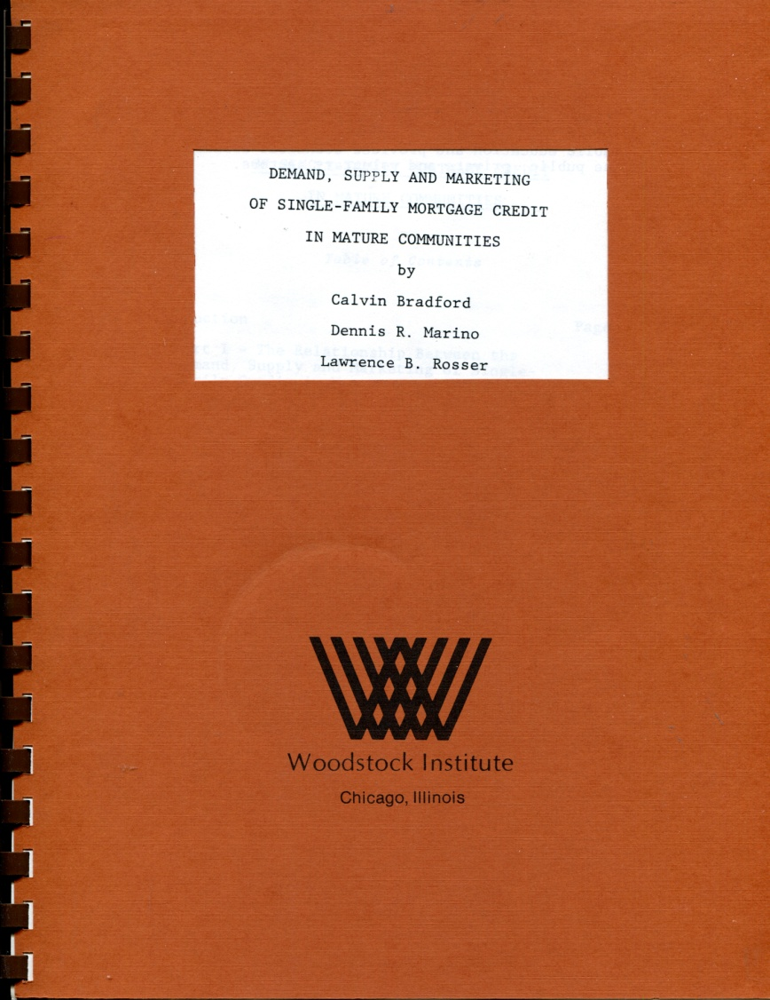 DEMAND, SUPPLY AND MARKETING
OF SINGLE-FAMILY MORTGAGE CREDIT
IN MATURE COMMUNITIES
by
Calvin Bradford
Dennis R. Marino
Lawrence B. Rosser
Woodstock Institute
Chicago, Illinois